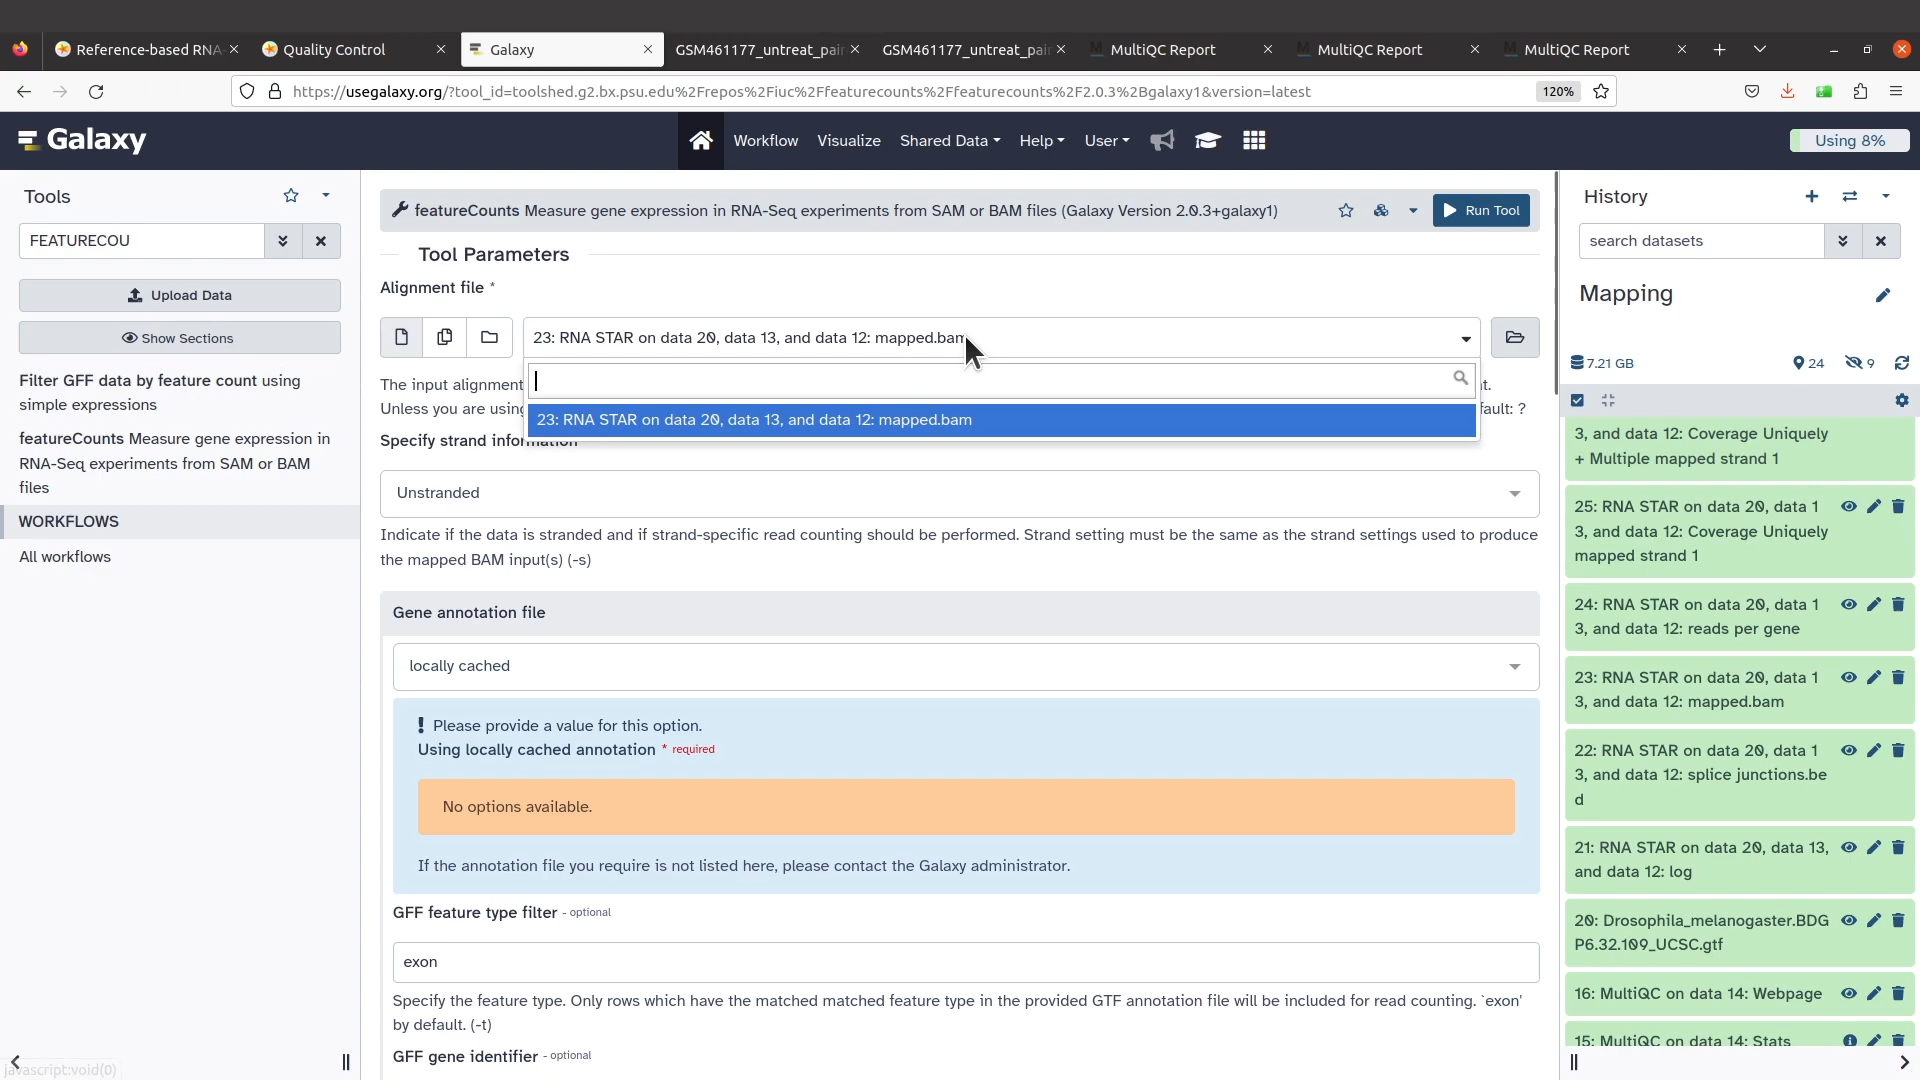 Reference-based RNA-
Quality Control
Galaxy
GSM461177_untreat_pair
GSM461177_untreat_pair
MultiQC Report
MultiQC Report
MultiQC Report
https://usegalaxy.org/?tool_id=toolshed.g2.bx.psu.edu%2Frepos%2Fiuc%2Ffeaturecounts%2Ffeaturecounts%2F2.0.3%2Bgalaxy1&version=latest
120%
Galaxy
Workflow
Visualize
Shared Data
Help
User
Using 8%
Tools
FEATURECOU
Upload Data
Show Sections
Filter GFF data by feature count using
simple expressions
featureCounts Measure gene expression in
RNA-Seq experiments from SAM or BAM
files
WORKFLOWS
All workflows
javascript:void(0)
featureCounts Measure gene expression in RNA-Seq experiments from SAM or BAM files (Galaxy Version 2.0.3+galaxy1)
Run Tool
Tool Parameters
Alignment file *
23: RNA STAR on data 20, data 13, and data 12: mapped.bam
The input alignment
t.
Unless you are using
fault: ?
23: RNA STAR on data 20, data 13, and data 12: mapped.bam
Specify strand information
Unstranded
Indicate if the data is stranded and if strand-specific read counting should be performed. Strand setting must be the same as the strand settings used to produce
the mapped BAM input(s) (-s)
Gene annotation file
locally cached
Please provide a value for this option.
Using locally cached annotation * required
No options available.
If the annotation file you require is not listed here, please contact the Galaxy administrator.
GFF feature type filter - optional
exon
Specify the feature type. Only rows which have the matched matched feature type in the provided GTF annotation file will be included for read counting. `exon'
by default. (-t)
GFF gene identifier - optional
History
search datasets
Mapping
7.21 GB
24
9
3, and data 12: Coverage Uniquely
+ Multiple mapped strand 1
25: RNA STAR on data 20, data 1
3, and data 12: Coverage Uniquely
mapped strand 1
24: RNA STAR on data 20, data 1
3, and data 12: reads per gene
23: RNA STAR on data 20, data 1
3, and data 12: mapped.bam
22: RNA STAR on data 20, data 1
3, and data 12: splice junctions.be
d
21: RNA STAR on data 20, data 13,
and data 12: log
20: Drosophila_melanogaster.BDG
P6.32.109_UCSC.gtf
16: MultiQC on data 14: Webpage
15: MultiQC on data 14: Stats